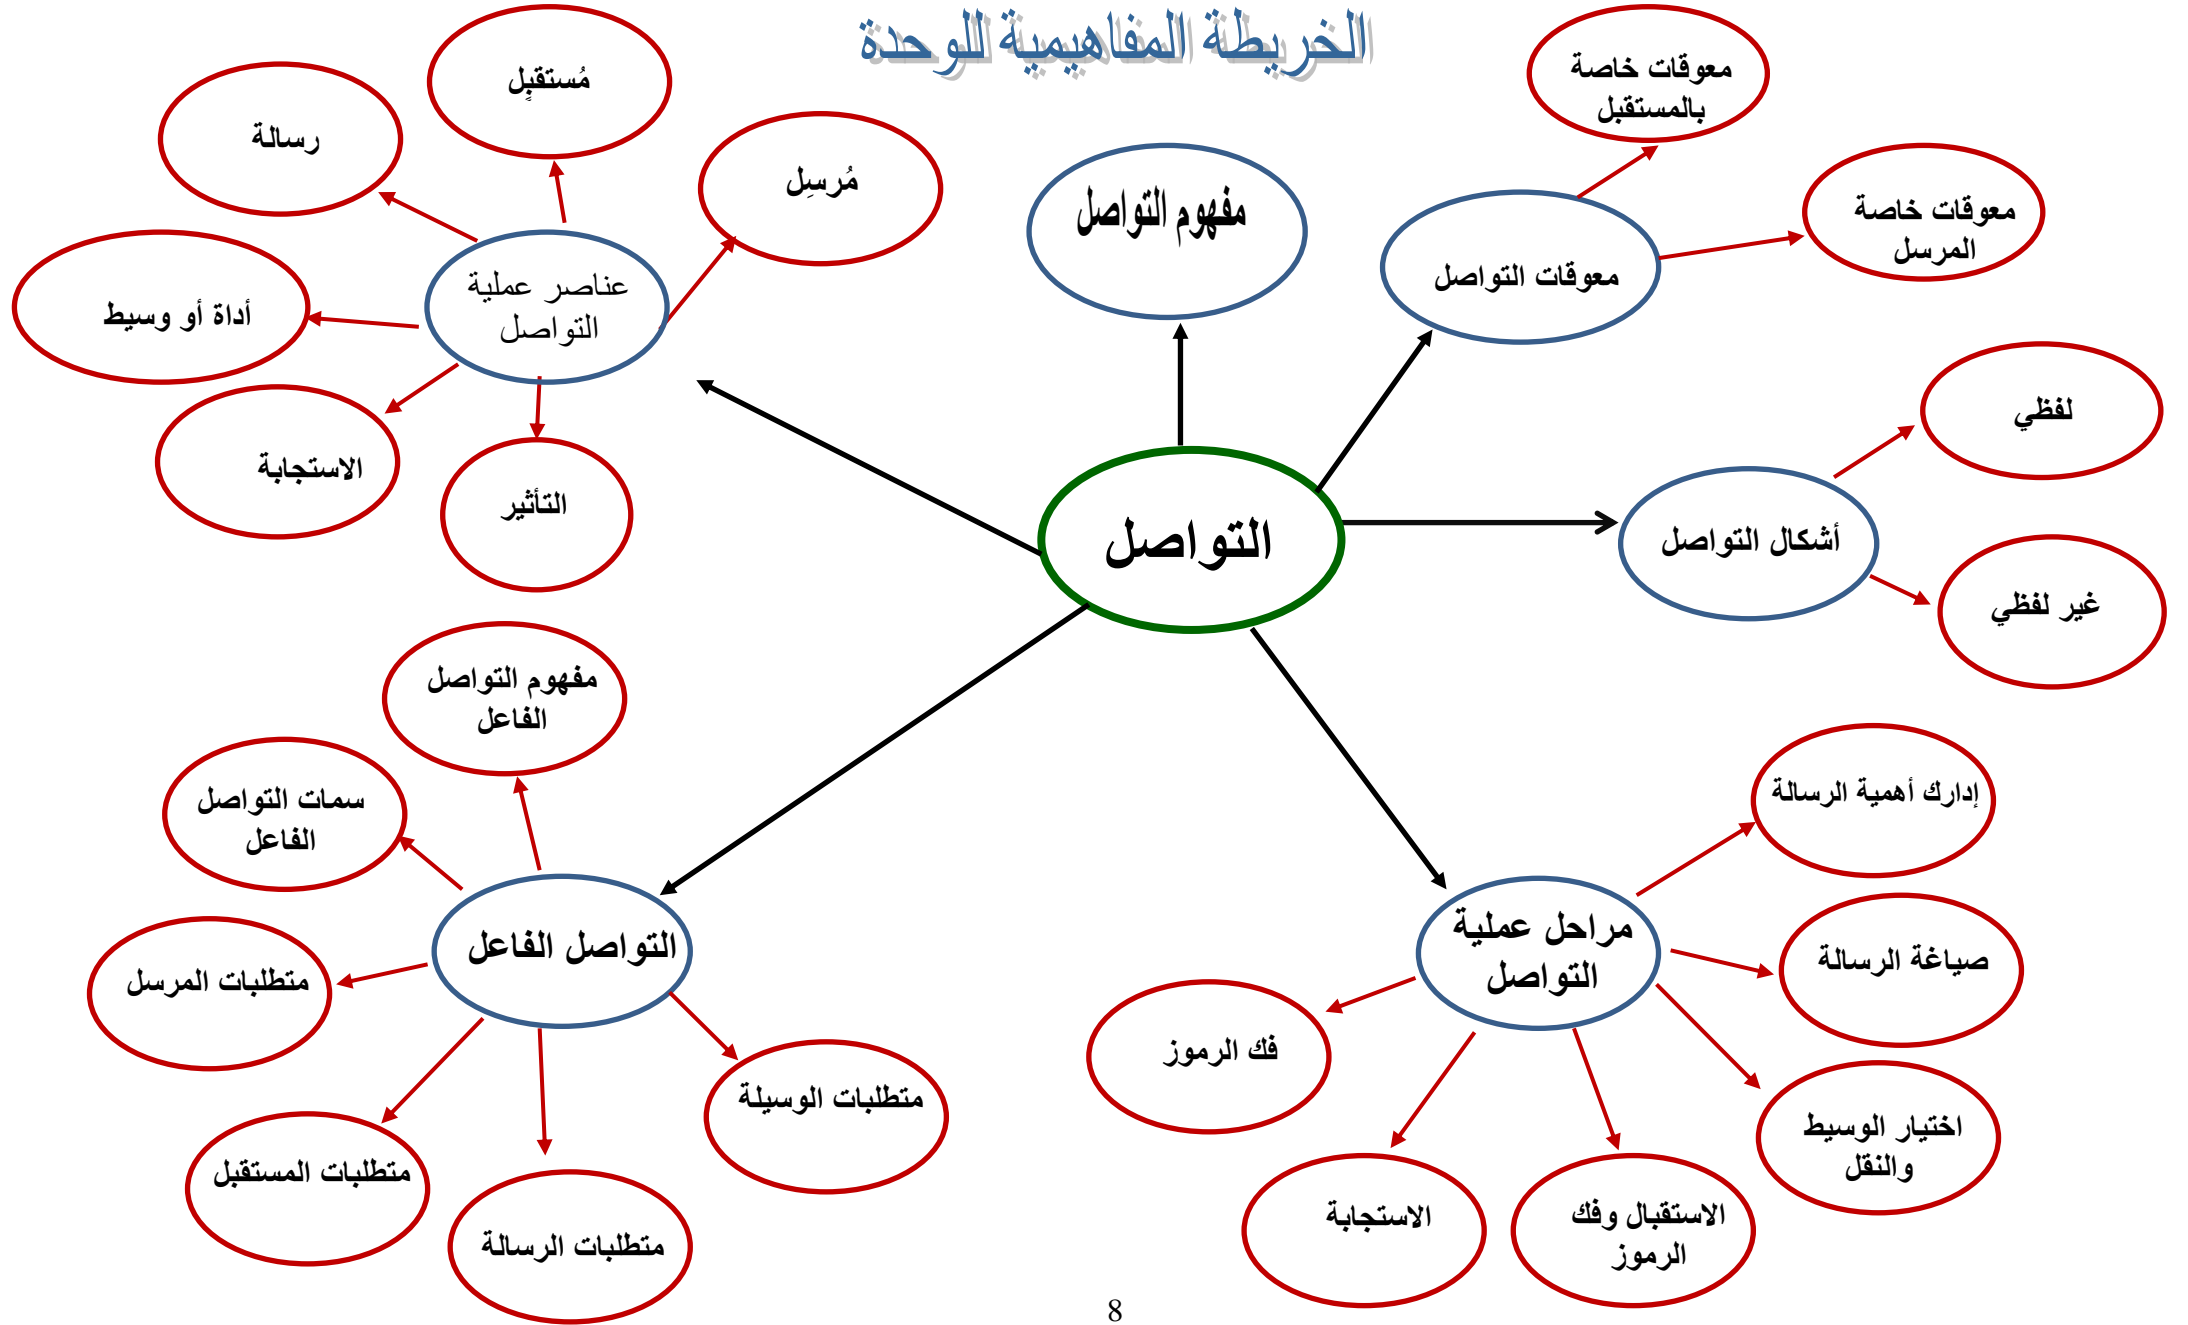 الخريطة المفاهيمية للوحدة
معوقات خاصة
بالمستقبل
معوقات خاصة
المرسل
معوقات التواصل
مفهوم التواصل
مُرسِل
مُستقبِل
رسالة
عناصر عملية
التواصل
أداة أو وسيط
الاستجابة
التأثير
لفظي
أشكال التواصل
غير لفظي
التواصل
مفهوم التواصل
الفاعل
سمات التواصل
الفاعل
التواصل الفاعل
متطلبات المرسل
متطلبات المستقبل
متطلبات الرسالة
متطلبات الوسيلة
إدارك أهمية الرسالة
مراحل عملية
التواصل
صياغة الرسالة
اختيار الوسيط
والنقل
الاستقبال وفك
الرموز
الاستجابة
فك الرموز
8